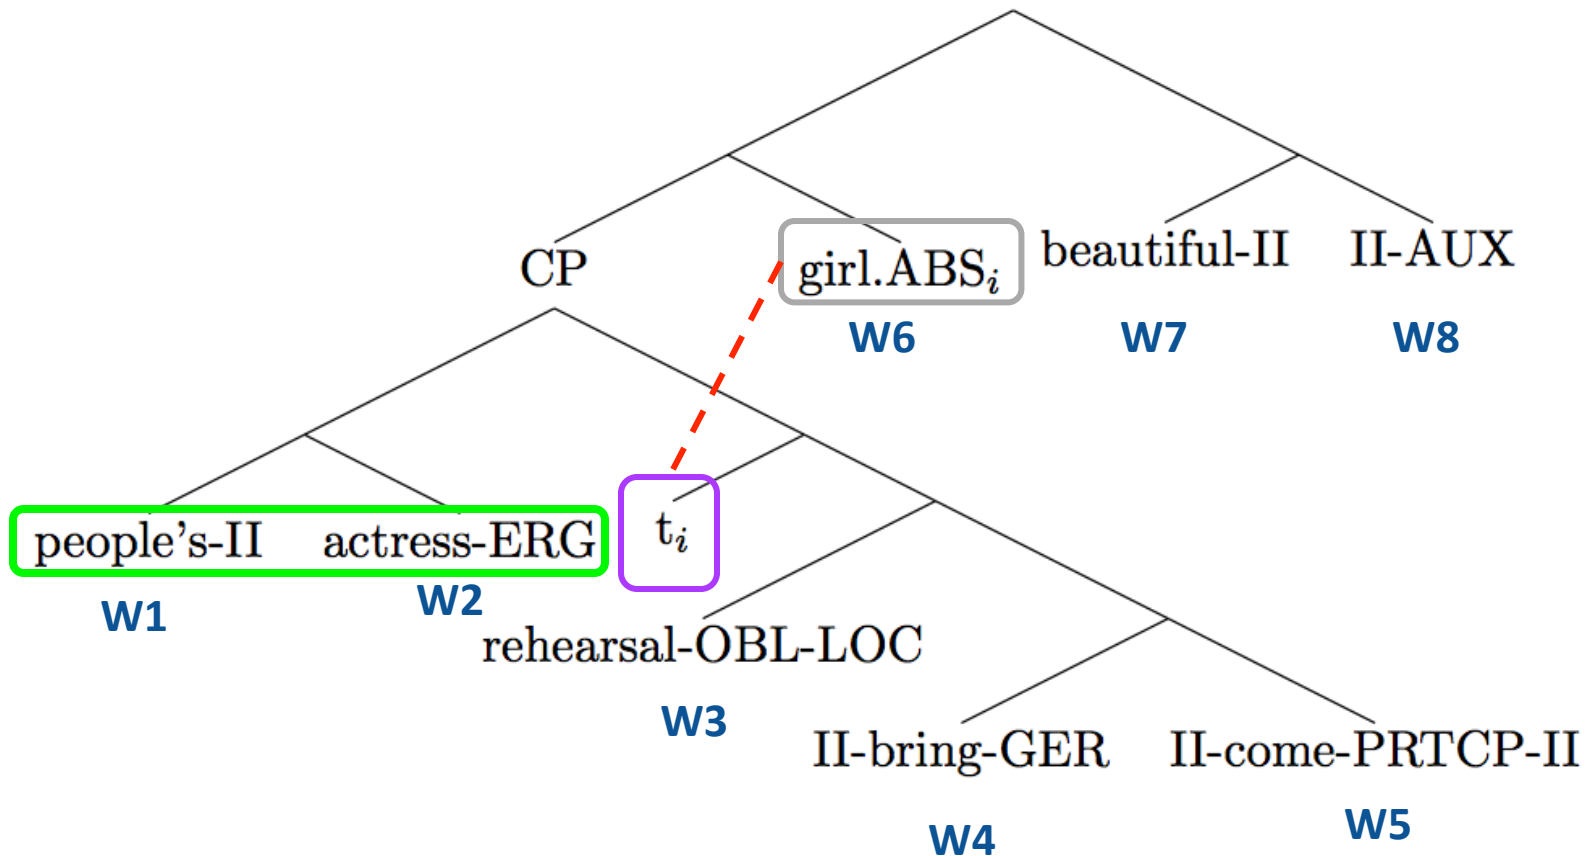 CP girl.ABSi beautiful-II II-AUX
W6 W7 W8
people's-II actress-ERG ti
W1 W2
rehearsal-OBL-LOC
W3
II-bring-GER II-come-PRTCP-II
W4 W5